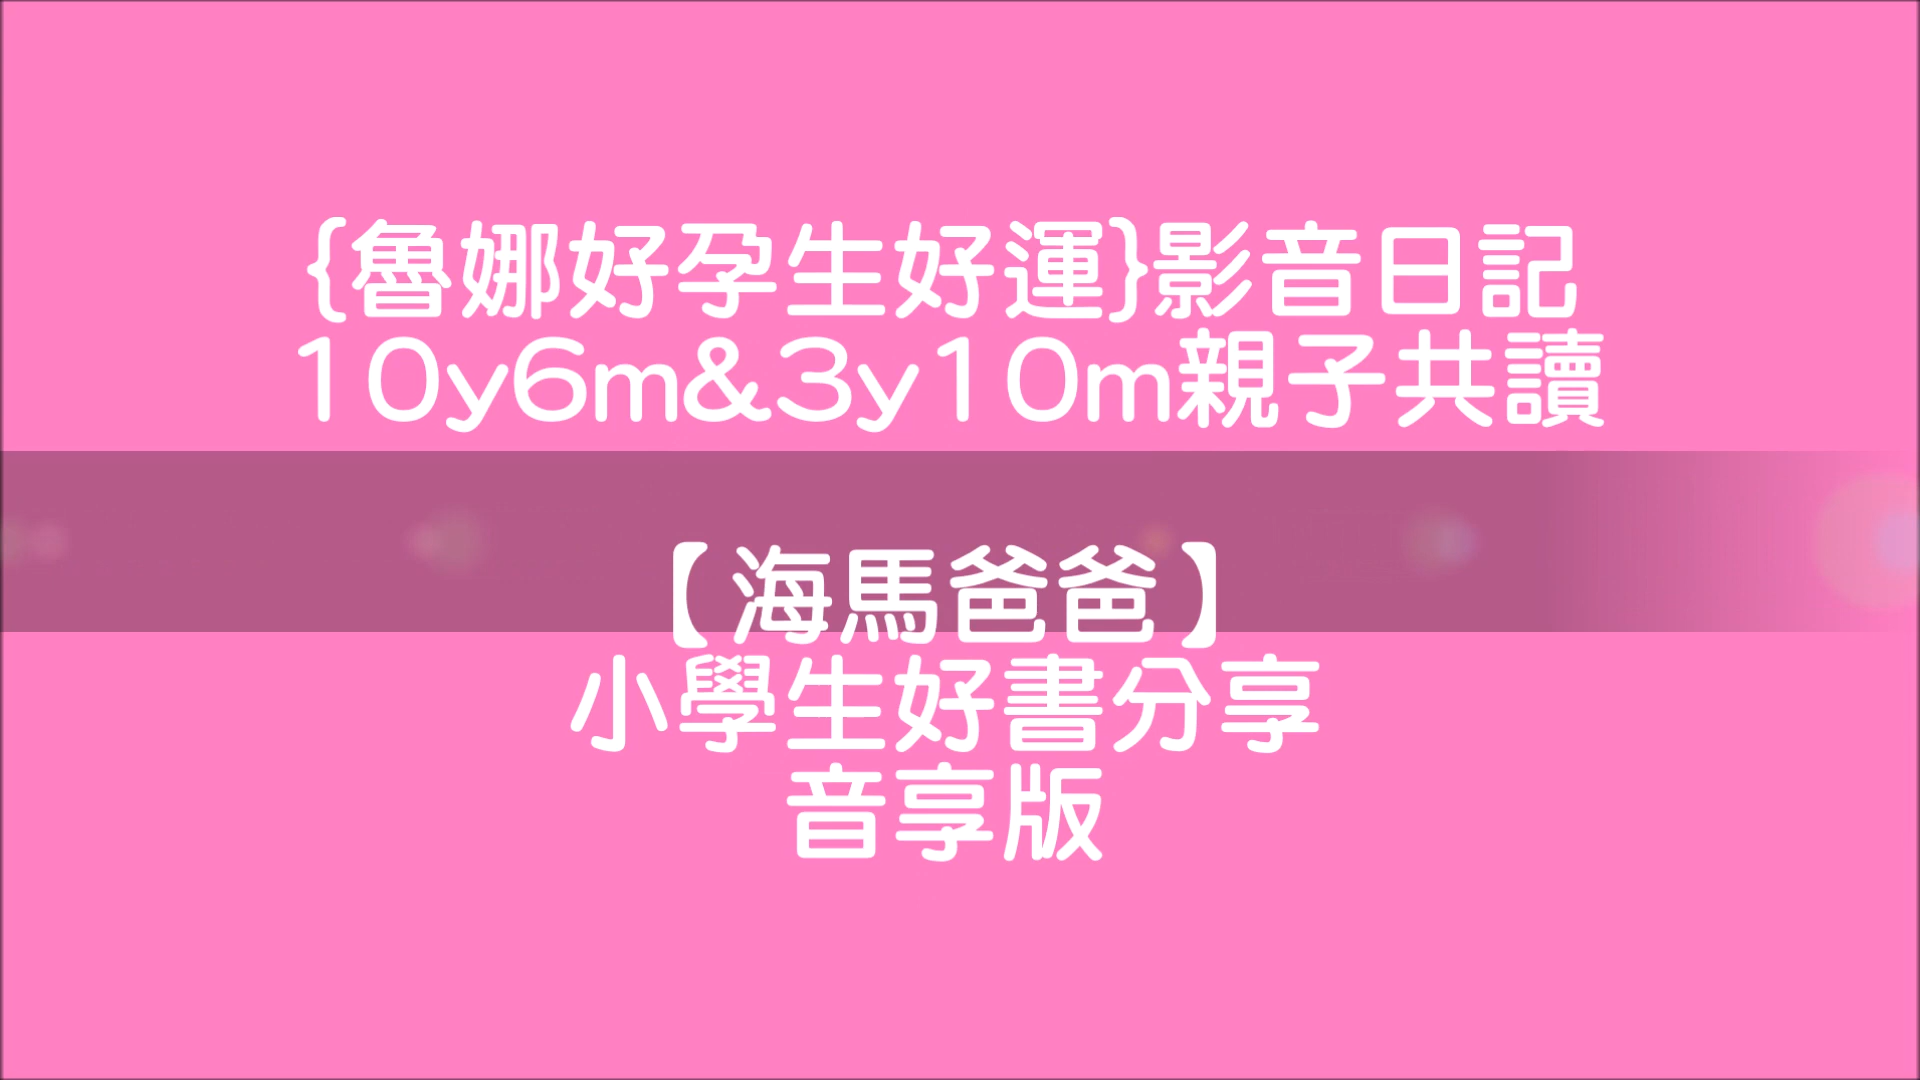 {魯娜好孕生好運}影音日記
10y6m&3y10m親子共讀
【海馬爸爸】
小學生好書分享
音享版